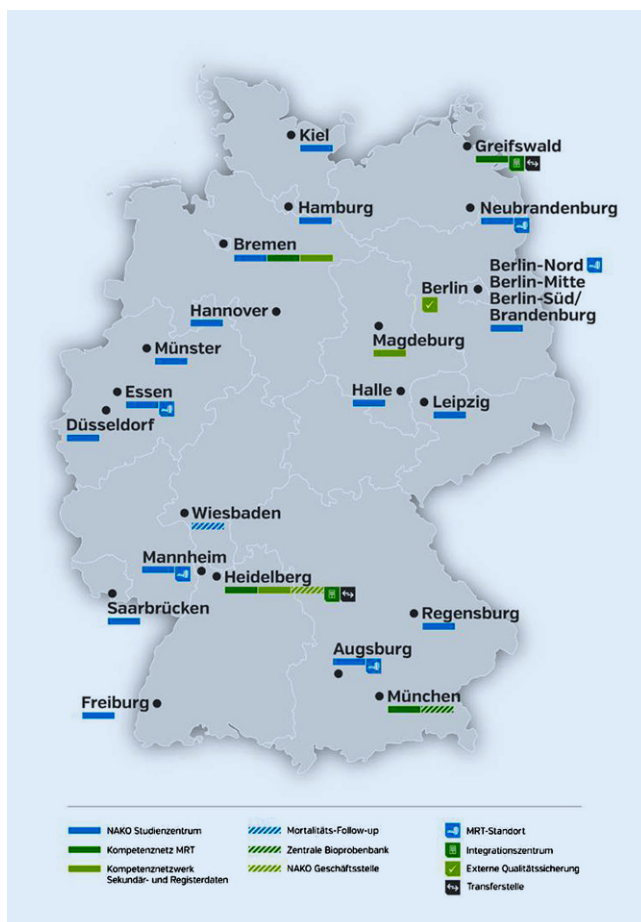 Kiel
Greifswald
Hamburg
Neubrandenburg
Bremen
Berlin-Nord
Berlin
Berlin-Mitte
Berlin-Süd/
Brandenburg
Hannover
Magdeburg
Münster
Essen
Halle
Leipzig
Düsseldorf
Wiesbaden
Mannheim
Heidelberg
Saarbrücken
Regensburg
Augsburg
München
Freiburg
NAKO Studienzentrum
Kompetenznetz MRT
Kompetenznetzwerk
Sekundär- und Registerdaten
Mortalitäts-Follow-up
Zentrale Bioprobenbank
NAKO Geschäftsstelle
MRT-Standort
Integrationszentrum
Externe Qualitätssicherung
Transferstelle